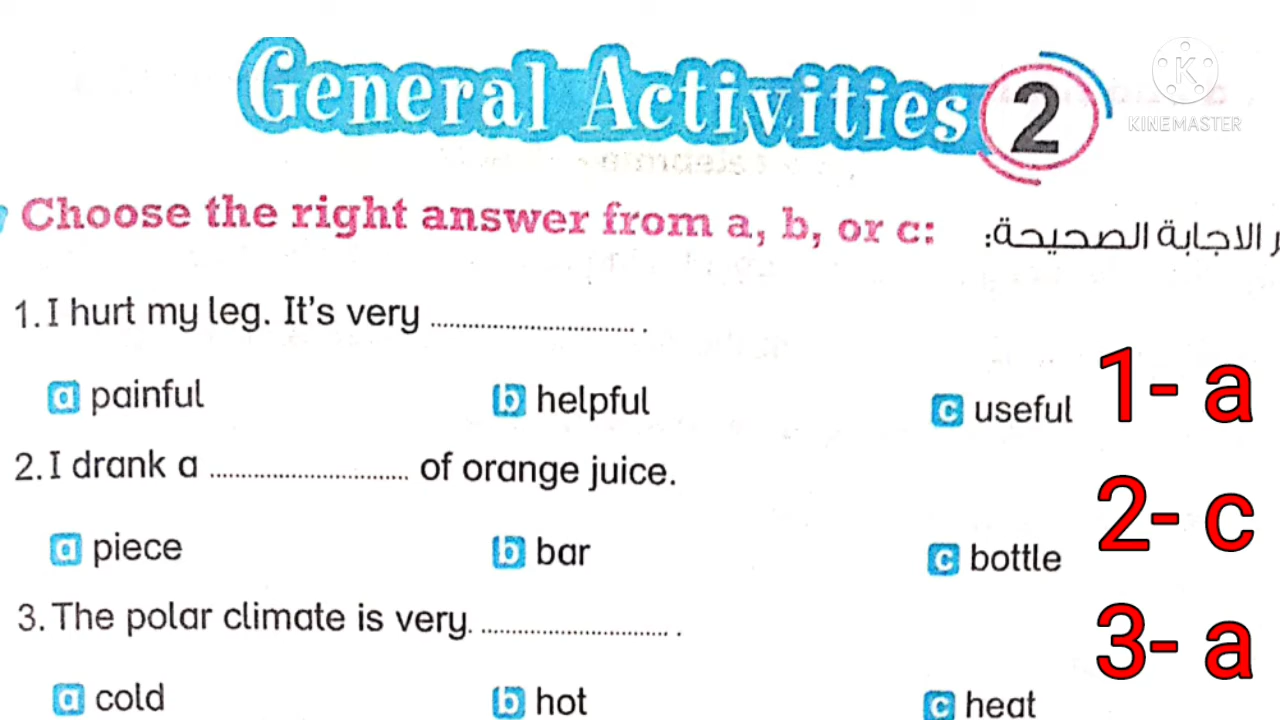 General Activities 2
KINEMASTER
Choose the right answer from a, b, or c:
الاجابة الصحيحة:
1. I hurt my leg. It's very ........................ .
a painful b helpful c useful
1- a
2. I drank a ........................ of orange juice.
a piece b bar c bottle
2- c
3. The polar climate is very. ........................ .
a cold b hot c heat
3- a